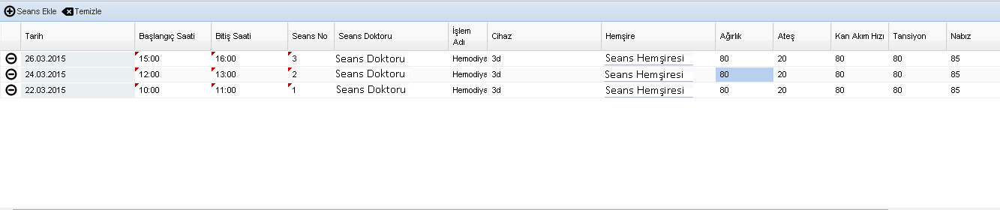 Seans Ekle Temizle
Tarih Başlangıç Saati Bitiş Saati Seans No Seans Doktoru İşlem Adı Cihaz Hemşire Ağırlık Ateş Kan Akım Hızı Tansiyon Nabız
26.03.2015 15:00 16:00 3 Seans Doktoru Hemodiya 3d Seans Hemşiresi 80 20 80 80 85
24.03.2015 12:00 13:00 2 Seans Doktoru Hemodiya 3d Seans Hemşiresi 80 20 80 80 85
22.03.2015 10:00 11:00 1 Seans Doktoru Hemodiya 3d Seans Hemşiresi 80 20 80 80 85